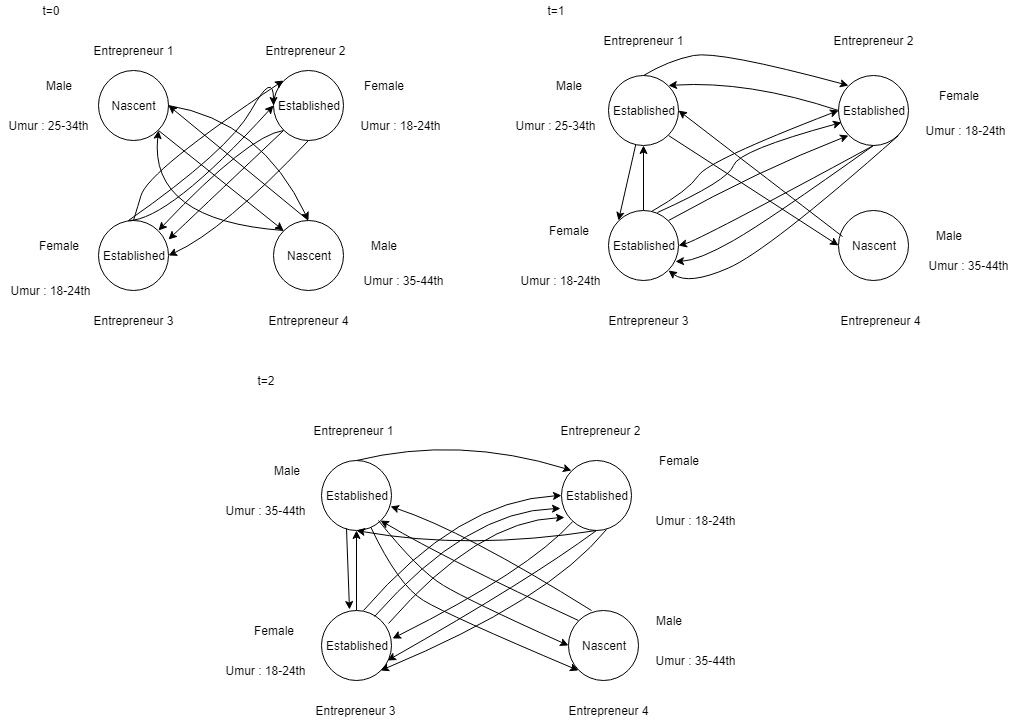 t=0
t=1
Entrepreneur 1
Entrepreneur 2
Male
Nascent
Established
Female
Umur : 25-34th
Umur : 18-24th
Female
Established
Nascent
Male
Umur : 18-24th
Umur : 35-44th
Entrepreneur 3
Entrepreneur 4
Entrepreneur 1
Entrepreneur 2
Male
Established
Established
Female
Umur : 25-34th
Umur : 18-24th
Female
Established
Nascent
Male
Umur : 18-24th
Umur : 35-44th
Entrepreneur 3
Entrepreneur 4
t=2
Entrepreneur 1
Entrepreneur 2
Male
Female
Established
Established
Umur : 35-44th
Umur : 18-24th
Female
Male
Established
Nascent
Umur : 18-24th
Umur : 35-44th
Entrepreneur 3
Entrepreneur 4